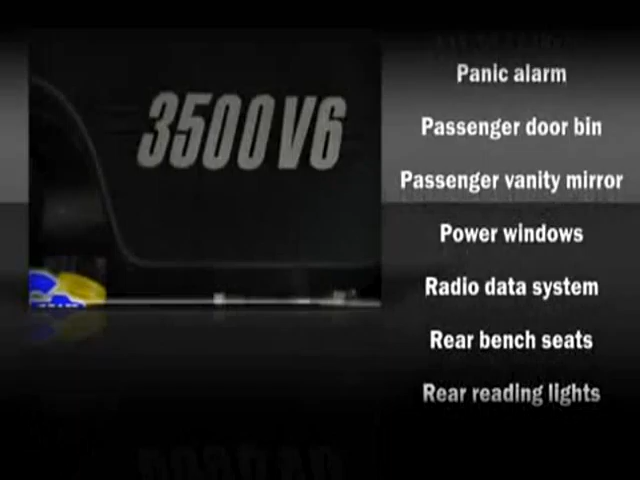 3500 V6
Panic alarm
Passenger door bin
Passenger vanity mirror
Power windows
Radio data system
Rear bench seats
Rear reading lights